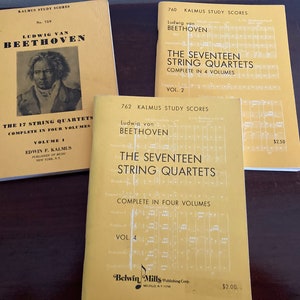 KALMUS STUDY SCORES
No. 759
LUDWIG VAN
BEETHOVEN
THE 17 STRING QUARTETS
COMPLETE IN FOUR VOLUMES
VOLUME 1
EDWIN F. KALMUS
PUBLISHER OF MUSIC
NEW YORK, N.Y.
760 KALMUS STUDY SCORES
Ludwig van
BEETHOVEN
THE SEVENTEEN
STRING QUARTETS
COMPLETE IN 4 VOLUMES
VOL. 2
$2.50
762 KALMUS STUDY SCORES
Ludwig van
BEETHOVEN
THE SEVENTEEN
STRING QUARTETS
COMPLETE IN FOUR VOLUMES
VOL. 4
Belwin Mills
Publishing Corp.
MELVILLE, N.Y. 11746
$2.00